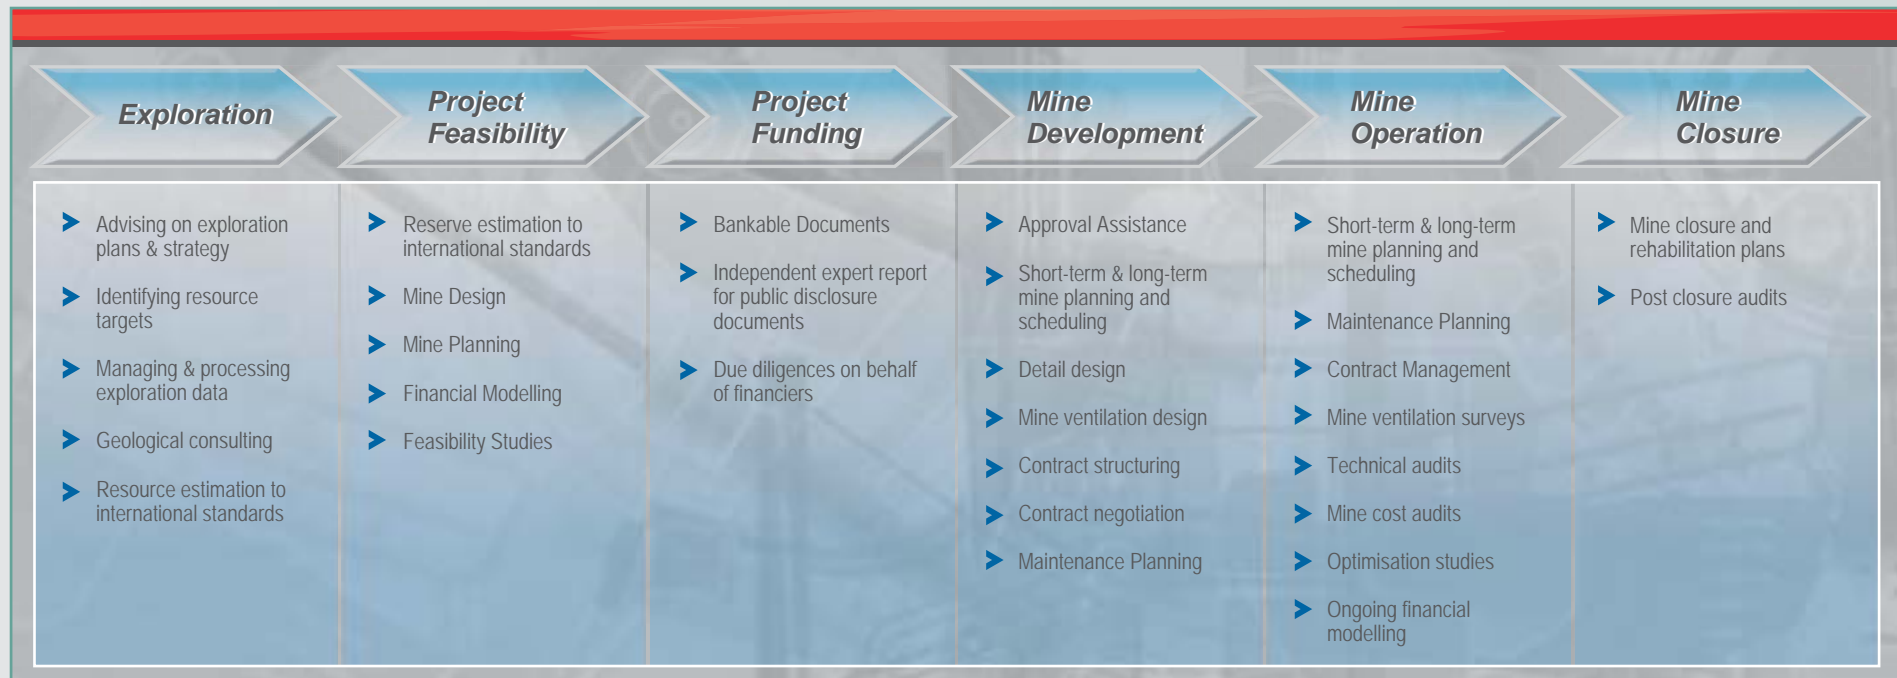 Exploration
Project
Feasibility
Project
Funding
Mine
Development
Mine
Operation
Mine
Closure
Advising on exploration
plans & strategy
Identifying resource
targets
Managing & processing
exploration data
Geological consulting
Resource estimation to
international standards
Reserve estimation to
international standards
Mine Design
Mine Planning
Financial Modelling
Feasibility Studies
Bankable Documents
Independent expert report
for public disclosure
documents
Due diligences on behalf
of financiers
Approval Assistance
Short-term & long-term
mine planning and
scheduling
Detail design
Mine ventilation design
Contract structuring
Contract negotiation
Maintenance Planning
Short-term & long-term
mine planning and
scheduling
Maintenance Planning
Contract Management
Mine ventilation surveys
Technical audits
Mine cost audits
Optimisation studies
Ongoing financial
modelling
Mine closure and
rehabilitation plans
Post closure audits